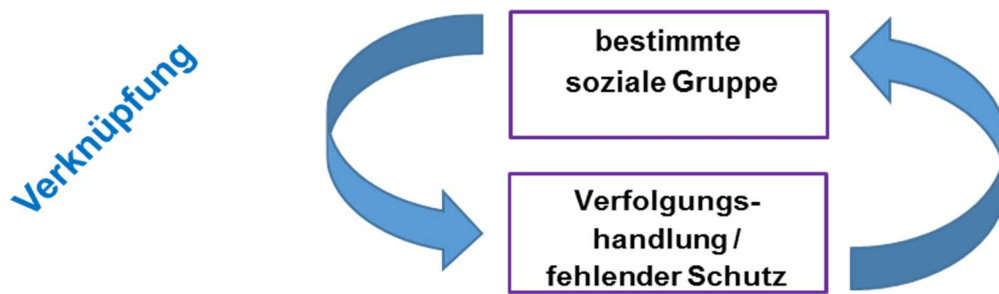 Verknüpfung
bestimmte
soziale Gruppe
Verfolgungs-
handlung /
fehlender Schutz